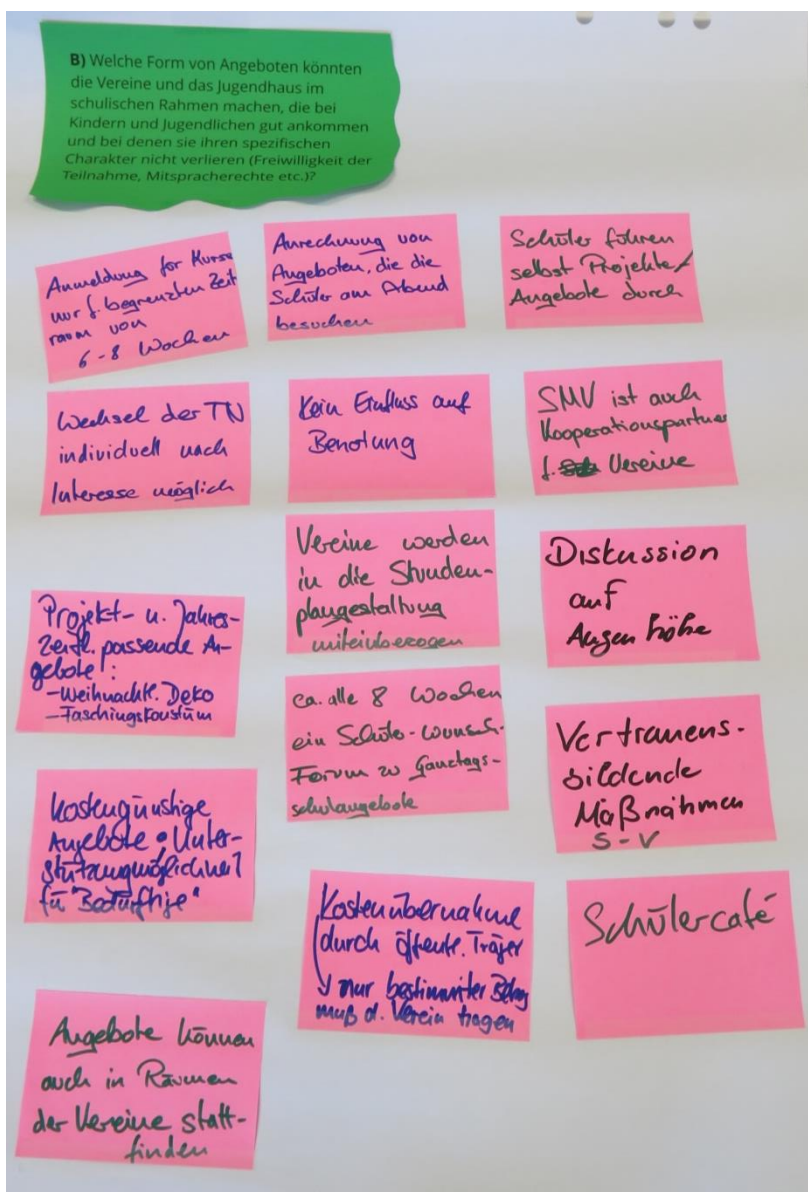 B) Welche Form von Angeboten könnten
die Vereine und das Jugendhaus im
schulischen Rahmen machen, die bei
Kindern und Jugendlichen gut ankommen
und bei denen sie ihren spezifischen
Charakter nicht verlieren (Freiwilligkeit der
Teilnahme, Mitspracherechte etc.)?
Anmeldung for Kurse
nur f. begrenzten Zeit
raum von
6-8 Wochen
Anrechnung von
Angeboten, die die
Schüler am Abend
besuchen
Schüler führen
selbst Projekte/
Angebote durch
Wechsel der TN
individuell nach
Interesse möglich
Kein Einfluss auf
Benotung
SMV ist auch
Kooperationspartner
f. Vereine
Vereine werden
in die Stunden-
plangestaltung
miteinbezogen
Diskussion
auf
Augenhöhe
Projekt- u. Jahres-
zeitl. passende An-
gebote!:
-Weihnachtl. Deko
-Faschingskostüm
ca. alle 8 Wochen
ein Schüler-Wunsch-
Forum zu Ganztags-
schulangebote
Vertrauens-
bildende
Maßnahmen
S-V
Kostengünstige
Angebote • Unter-
stützungmöglichkeit
für "Bedürftige"
Kostenübernahme
durch öffentl. Träger
nur bestimmter Betrag
muß d. Verein tragen
Schülercafé
Angebote können
auch in Räumen
der Vereine statt-
finden